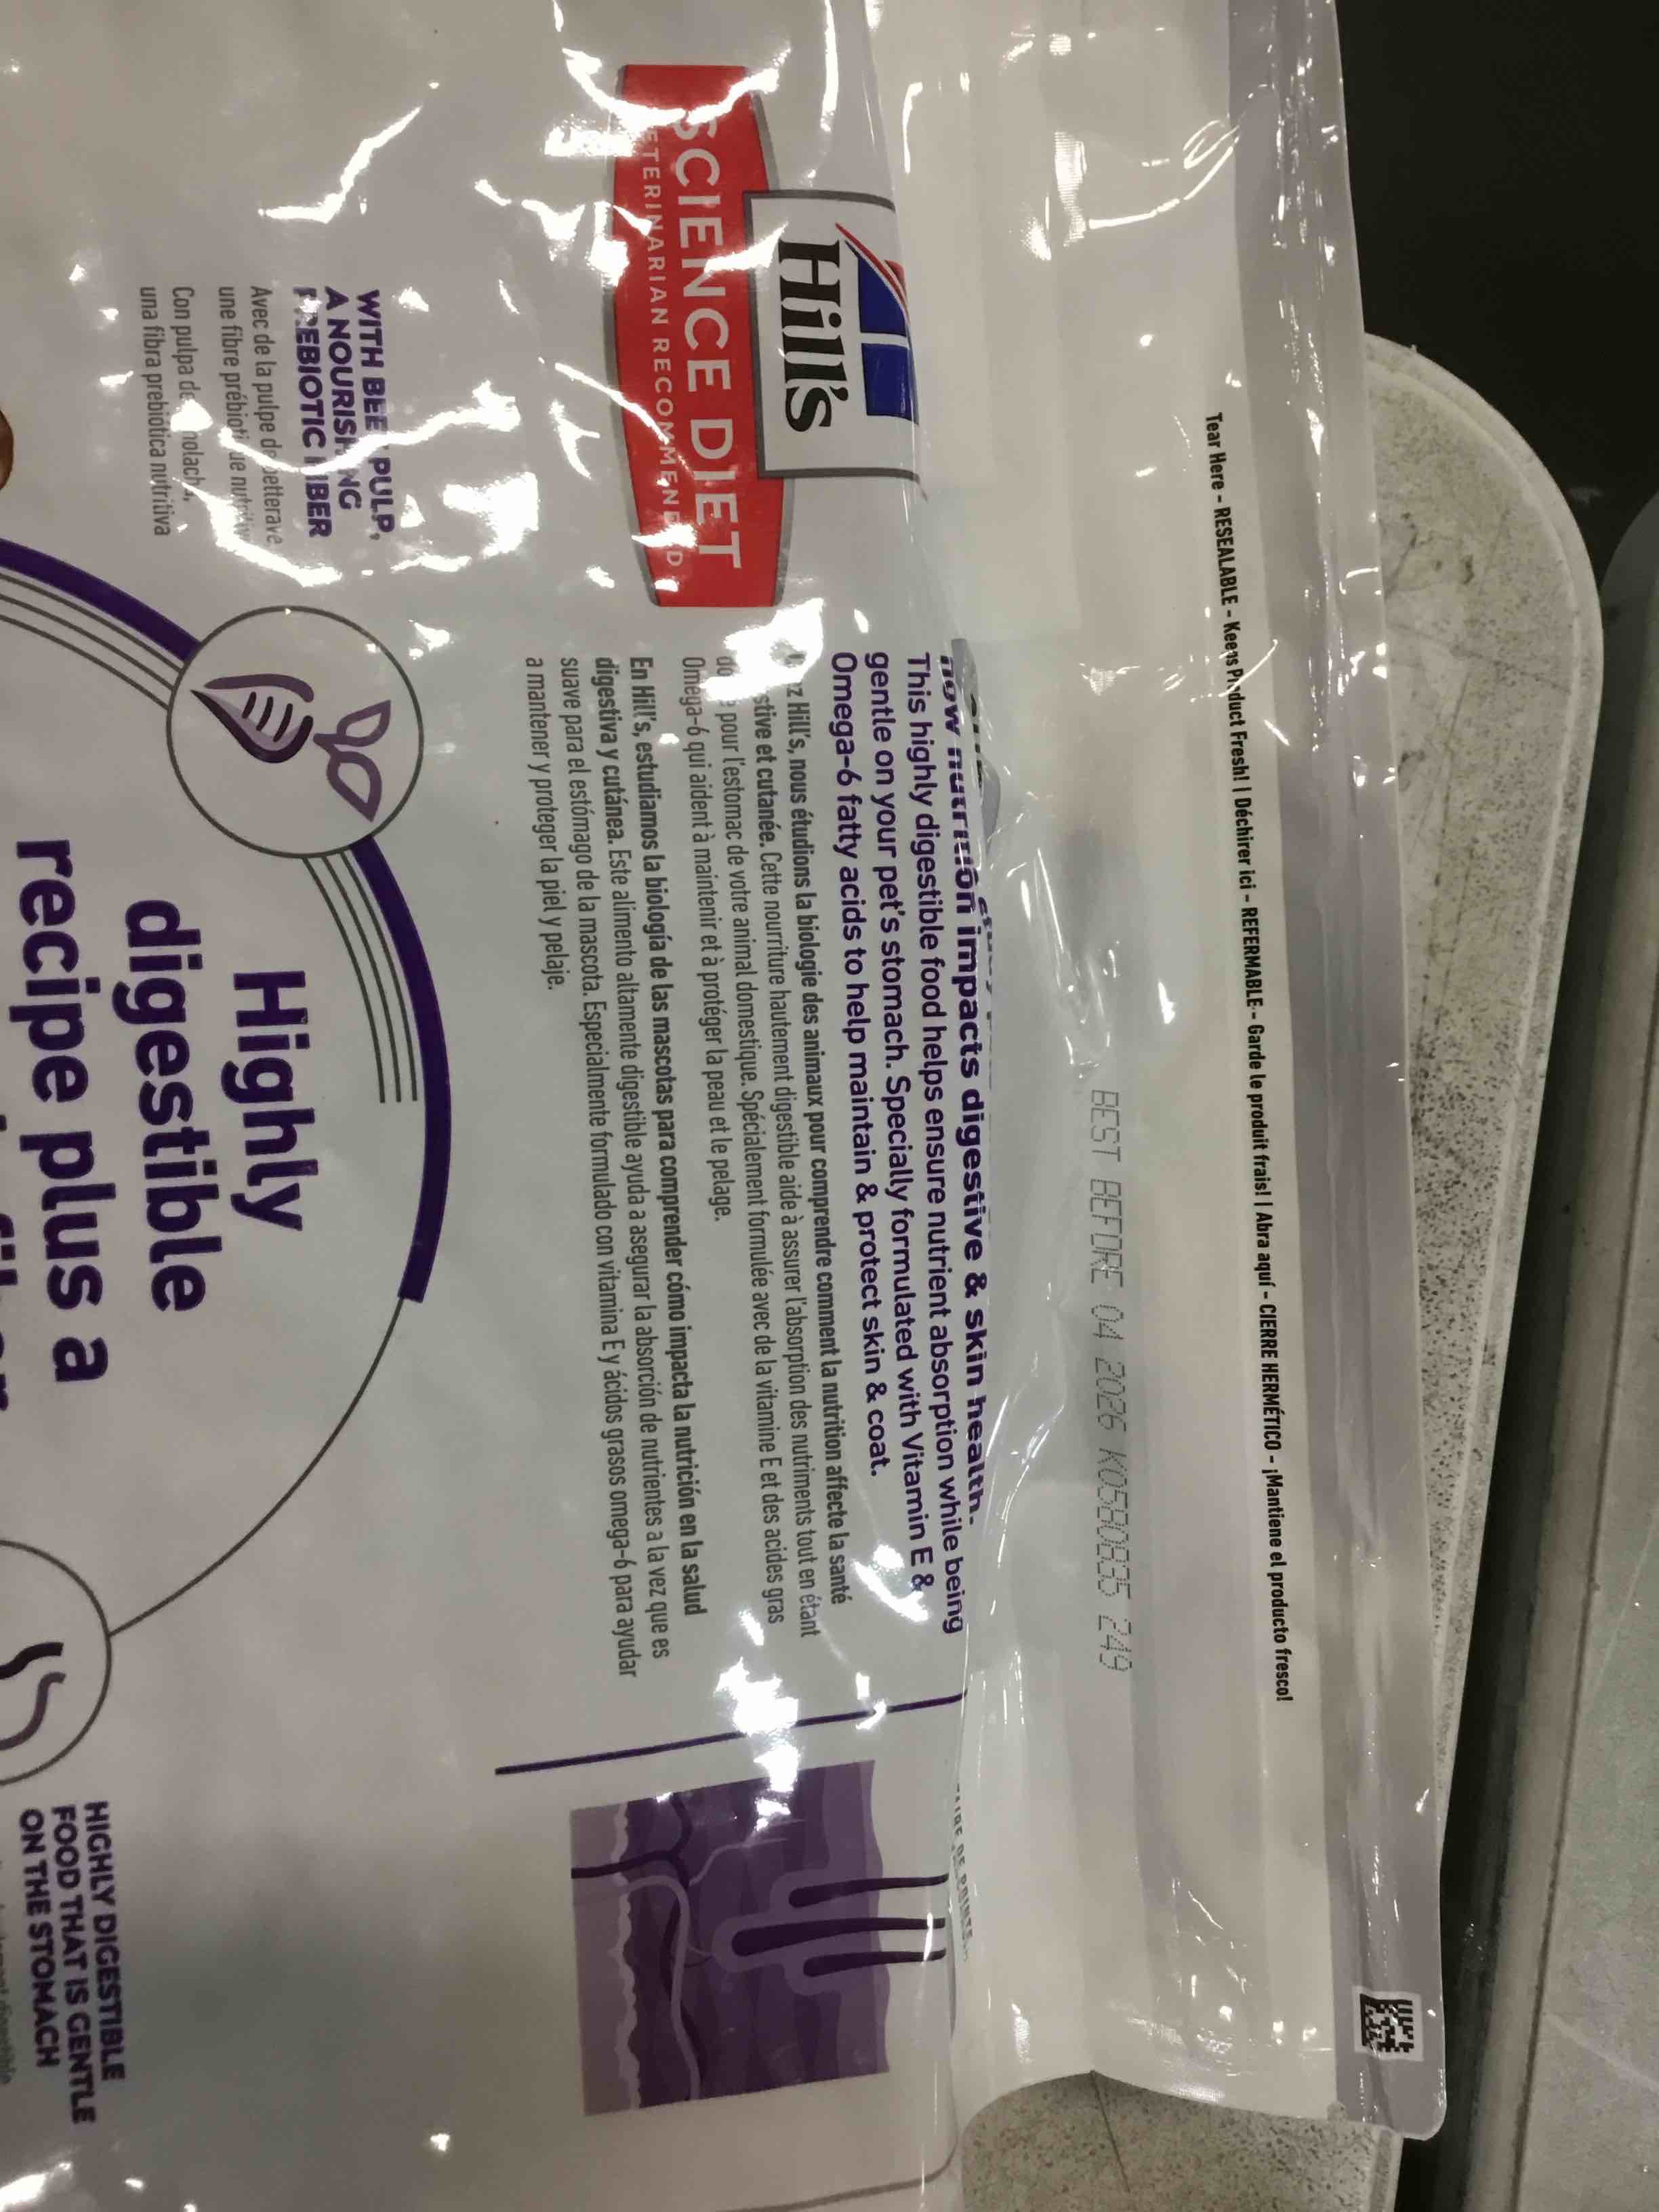 Tear Here - RESEALABLE - Keeps Product Fresh! | Déchirer ici - REFERMABLE - Garde le produit frais! | Abra aquí - CIERRE HERMÉTICO - ¡Mantiene el producto fresco!
BEST BEFORE 04 2026 K0580835 249
Hill's
SCIENCE DIET
VETERINARIAN RECOMMENDED
how nutrition impacts digestive & skin health.
This highly digestible food helps ensure nutrient absorption while being
gentle on your pet's stomach. Specially formulated with Vitamin E &
Omega-6 fatty acids to help maintain & protect skin & coat.
Hill's, nous étudions la biologie des animaux pour comprendre comment la nutrition affecte la santé
et cutanée. Cette nourriture hautement digestible aide à assurer l'absorption des nutriments tout en étant
pour l'estomac de votre animal domestique. Spécialement formulée avec de la vitamine E et des acides gras
Omega-6 qui aident à maintenir et à protéger la peau et le pelage.
En Hill's, estudiamos la biología de las mascotas para comprender cómo impacta la nutrición en la salud
digestiva y cutánea. Este alimento altamente digestible ayuda a asegurar la absorción de nutrientes a la vez que es
suave para el estómago de la mascota. Especialmente formulado con vitamina E y ácidos grasos omega-6 para ayudar
a mantener y proteger la piel y pelaje.
WITH BEET PULP,
A NOURISHING
PREBIOTIC FIBER
Avec de la pulpe de betterave,
une fibre prébiotique nutritive
Con pulpa de remolacha,
una fibra prebiótica nutritiva
Highly
digestible
recipe plus a
HIGHLY DIGESTIBLE
FOOD THAT IS GENTLE
ON THE STOMACH